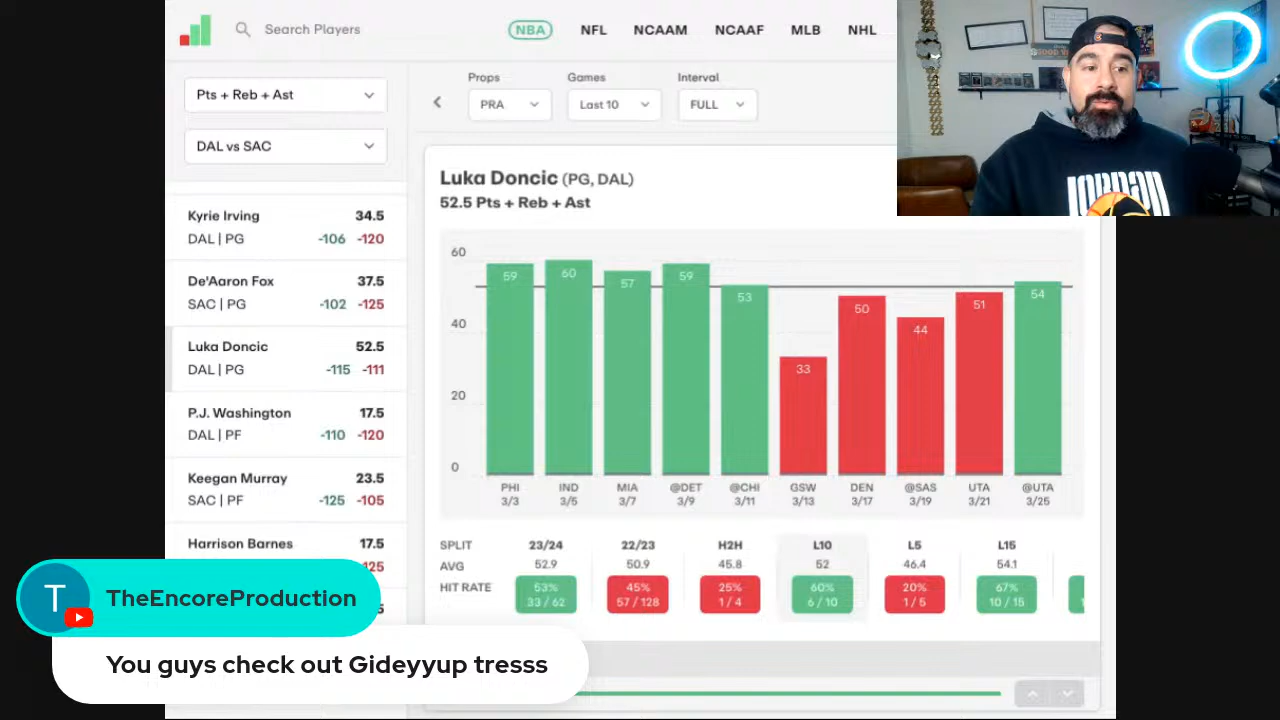 Search Players
NBA NFL NCAAM NCAAF MLB NHL
Pts + Reb + Ast
DAL vs SAC
Props Games Interval
PRA Last 10 FULL
Kyrie Irving 34.5
DAL | PG -106 -120
De'Aaron Fox 37.5
SAC | PG -102 -125
Luka Doncic 52.5
DAL | PG -115 -111
P.J. Washington 17.5
DAL | PF -110 -120
Keegan Murray 23.5
SAC | PF -125 -105
Harrison Barnes 17.5
Luka Doncic (PG, DAL)
52.5 Pts + Reb + Ast
60
40
20
0
59 60 57 59 53 33 50 44 51 54
PHI IND MIA @DET @CHI GSW DEN @SAS UTA @UTA
3/3 3/5 3/7 3/9 3/11 3/13 3/17 3/19 3/21 3/25
SPLIT 23/24 22/23 H2H L10 L5 L15
AVG 52.9 50.9 45.8 52 46.4 54.1
HIT RATE 53% 45% 25% 60% 20% 67%
33 / 62 57 / 128 1 / 4 6 / 10 1 / 5 10 / 15
JORDAN
T
TheEncoreProduction
You guys check out Gideyyup tresss